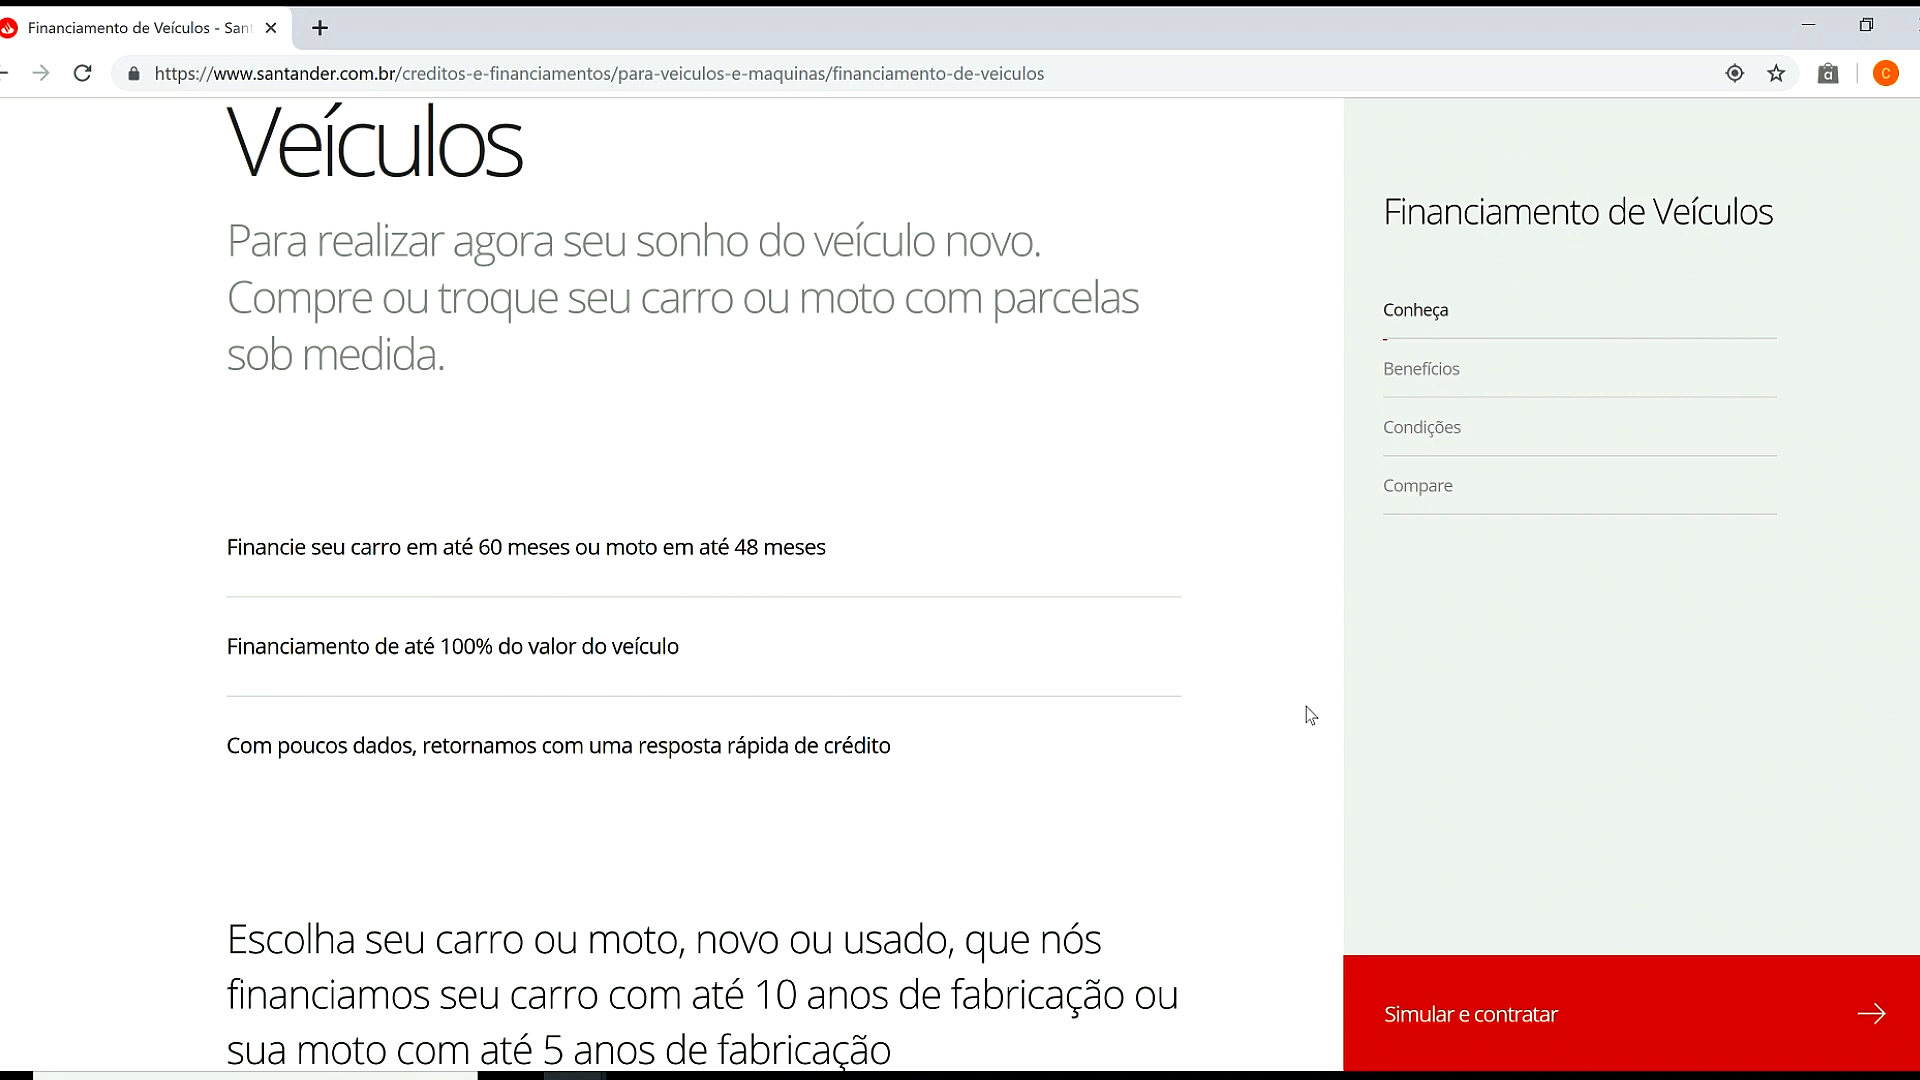 Financiamento de Veículos - Sant
https://www.santander.com.br/creditos-e-financiamentos/para-veiculos-e-maquinas/financiamento-de-veiculos
a
C
Veículos
Para realizar agora seu sonho do veículo novo.
Compre ou troque seu carro ou moto com parcelas
sob medida.
Financie seu carro em até 60 meses ou moto em até 48 meses
Financiamento de até 100% do valor do veículo
Com poucos dados, retornamos com uma resposta rápida de crédito
Escolha seu carro ou moto, novo ou usado, que nós
financiamos seu carro com até 10 anos de fabricação ou
sua moto com até 5 anos de fabricação
Financiamento de Veículos
Conheça
Benefícios
Condições
Compare
Simular e contratar